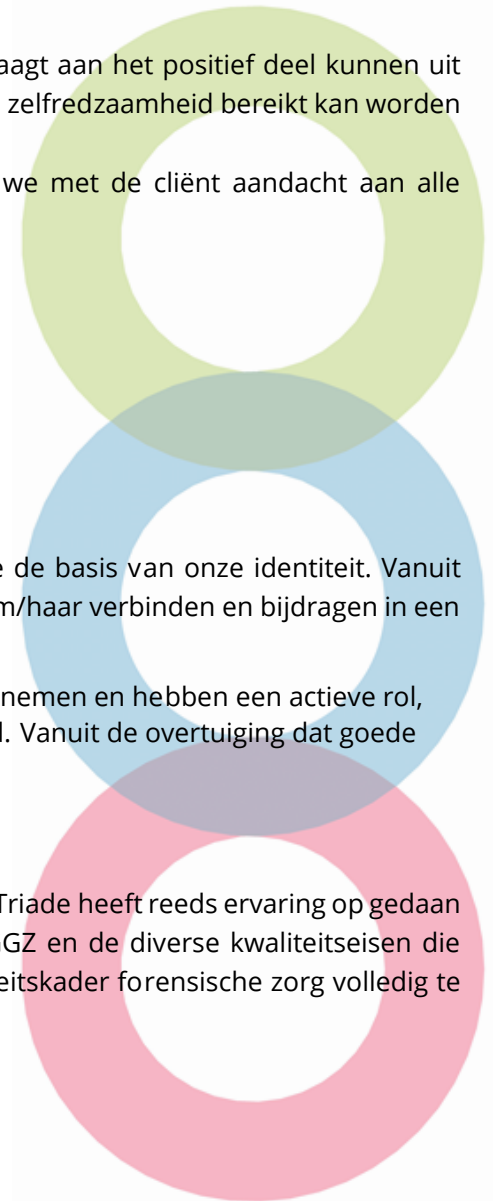 aagt aan het positief deel kunnen uit
zelfredzaamheid bereikt kan worden
we met de cliënt aandacht aan alle
e de basis van onze identiteit. Vanuit
m/haar verbinden en bijdragen in een
nemen en hebben een actieve rol,
l. Vanuit de overtuiging dat goede
Triade heeft reeds ervaring op gedaan
GZ en de diverse kwaliteitseisen die
eitskader forensische zorg volledig te